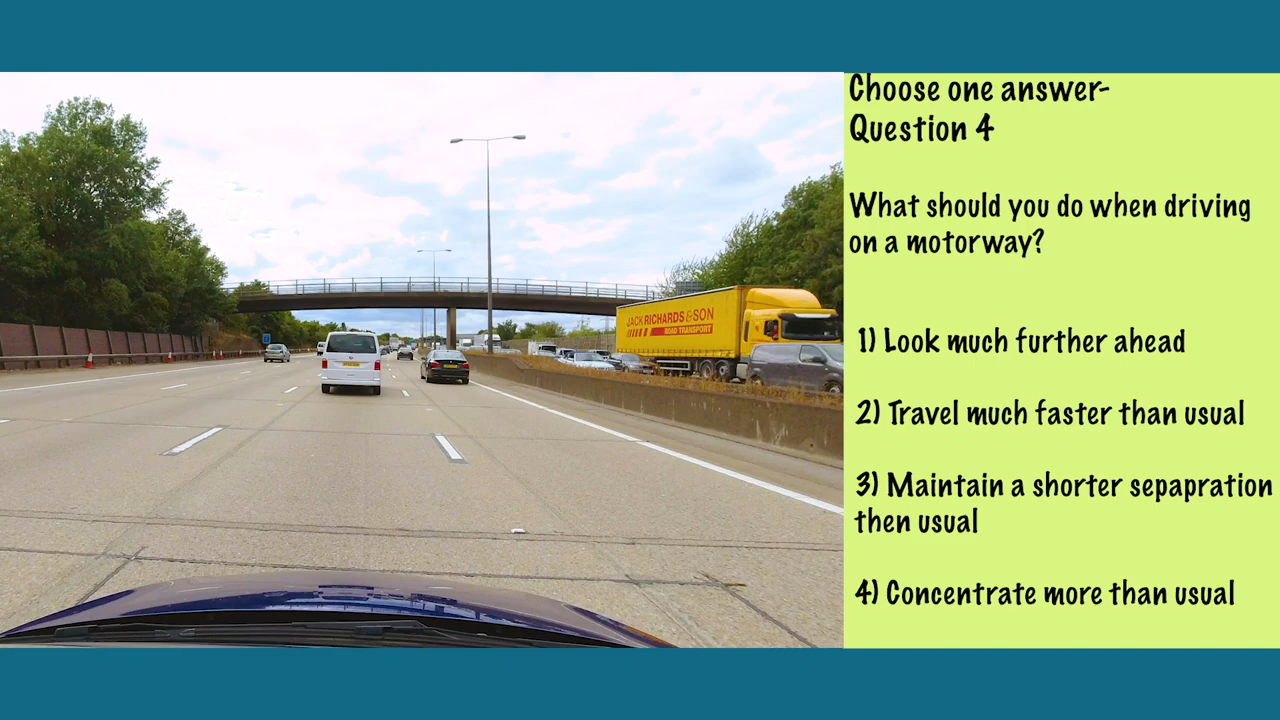 Choose one answer-
Question 4
What should you do when driving
on a motorway?
1) Look much further ahead
2) Travel much faster than usual
3) Maintain a shorter sepapration
then usual
4) Concentrate more than usual
JACK RICHARDS & SON
ROAD TRANSPORT